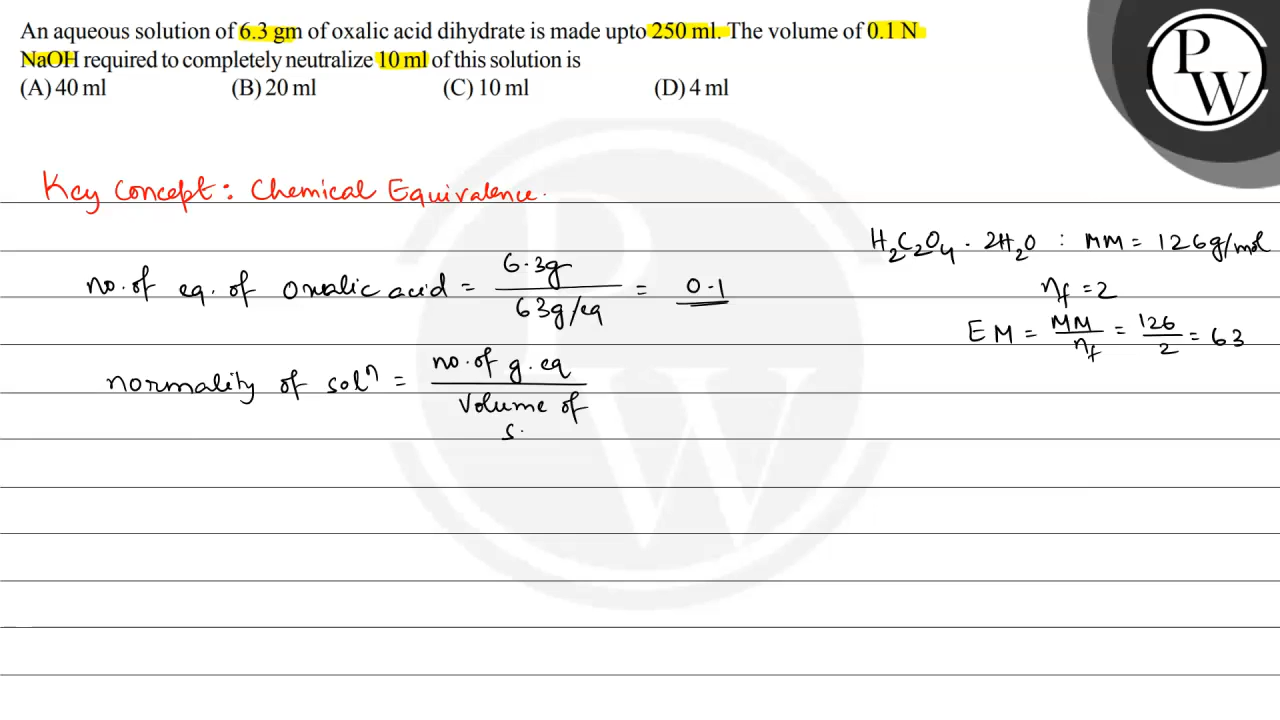 An aqueous solution of 6.3 gm of oxalic acid dihydrate is made upto 250 ml. The volume of 0.1 N
NaOH required to completely neutralize 10 ml of this solution is
(A) 40 ml (B) 20 ml (C) 10 ml (D) 4 ml
P
W
Key Concept: Chemical Equivalence.
H₂C₂O₄ · 2H₂O : MM = 126g/mol
no. of eq. of oxalic acid = 6.3g / 63g/eq = 0.1
nf = 2
EM = MM/nf = 126/2 = 63
normality of solⁿ = no. of g.eq / Volume of
s.